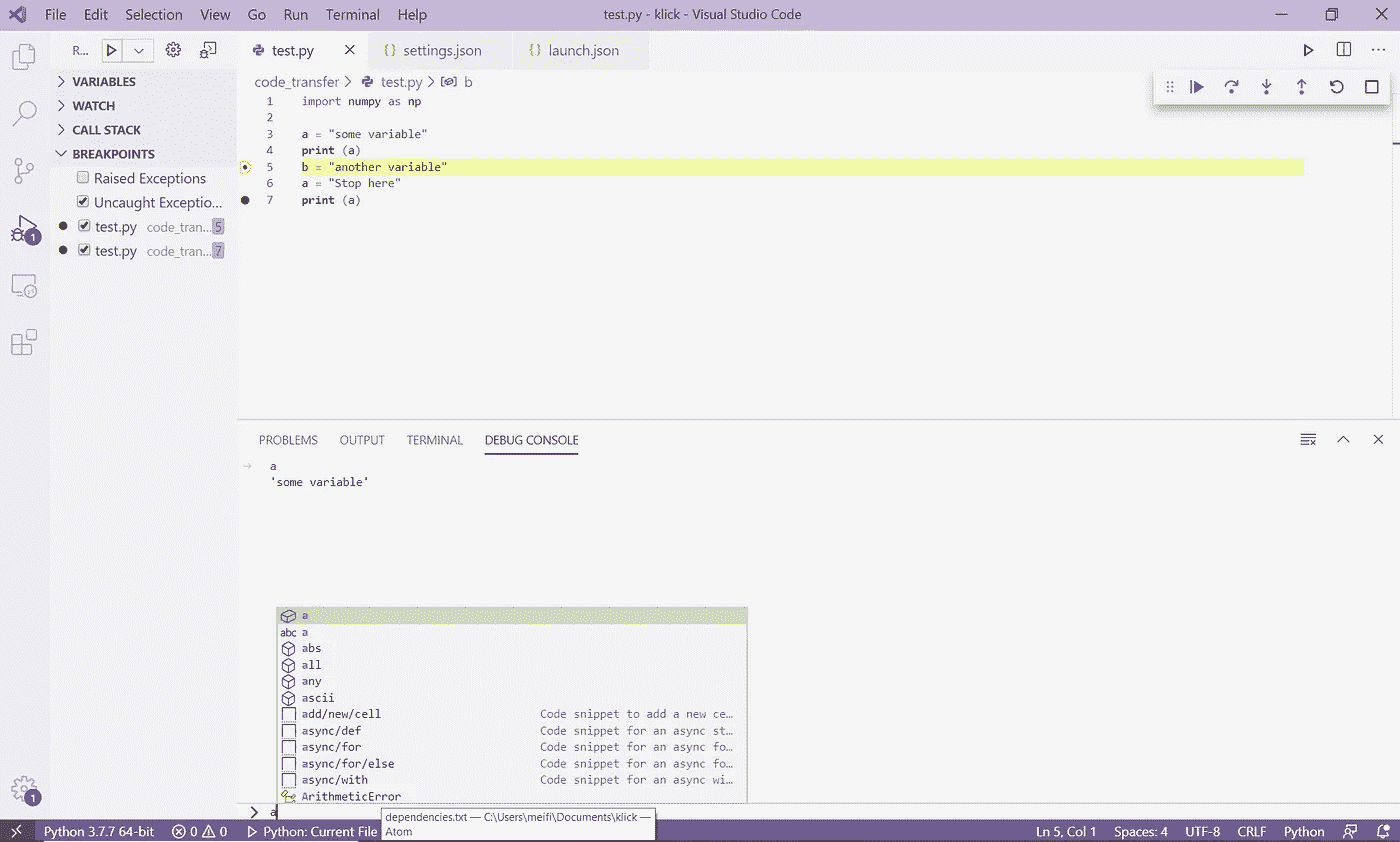 File Edit Selection View Go Run Terminal Help test.py - klick - Visual Studio Code
R... test.py settings.json launch.json
VARIABLES
WATCH
CALL STACK
BREAKPOINTS
Raised Exceptions
Uncaught Exceptio...
test.py code_tran... 5
test.py code_tran... 7
1
1
code_transfer > test.py > b
1 import numpy as np
2
3 a = "some variable"
4 print (a)
5 b = "another variable"
6 a = "Stop here"
7 print (a)
PROBLEMS OUTPUT TERMINAL DEBUG CONSOLE
a
'some variable'
a
abc a
abs
all
any
ascii
add/new/cell Code snippet to add a new ce…
async/def Code snippet for an async st…
async/for Code snippet for an async fo…
async/for/else Code snippet for an async fo…
async/with Code snippet for an async wi…
ArithmeticError
> a
dependencies.txt — C:\Users\meifi\Documents\klick —
Atom
Python 3.7.7 64-bit 0 0 Python: Current File Ln 5, Col 1 Spaces: 4 UTF-8 CRLF Python